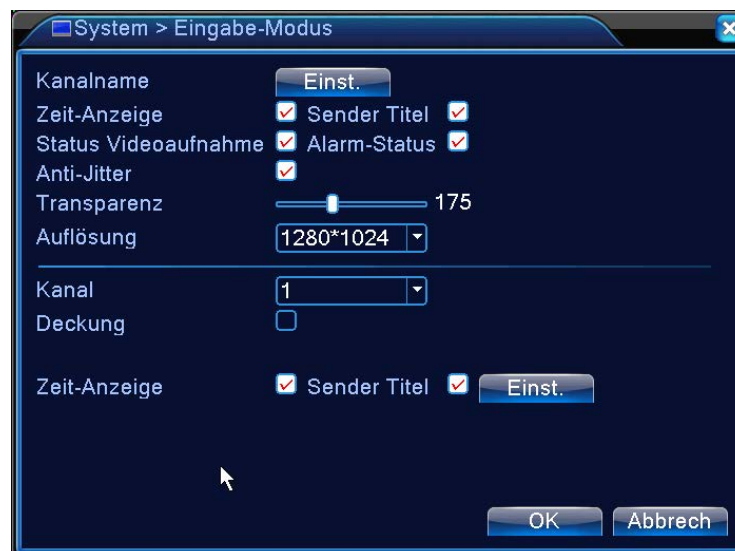 System > Eingabe-Modus
Kanalname Einst.
Zeit-Anzeige Sender Titel
Status Videoaufnahme Alarm-Status
Anti-Jitter
Transparenz 175
Auflösung 1280*1024
Kanal 1
Deckung
Zeit-Anzeige Sender Titel Einst.
OK Abbrech